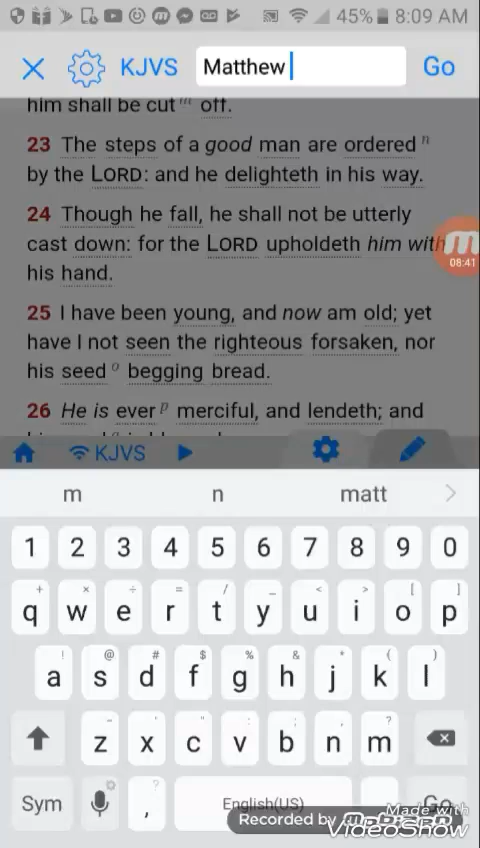 45% 8:09 AM
KJVS Matthew Go
him shall be cut m off.
23 The steps of a good man are ordered n
by the LORD: and he delighteth in his way.
24 Though he fall, he shall not be utterly
cast down: for the LORD upholdeth him with
his hand.
08:41
25 I have been young, and now am old; yet
have I not seen the righteous forsaken, nor
his seed o begging bread.
26 He is ever p merciful, and lendeth; and
KJVS
m n matt
1 2 3 4 5 6 7 8 9 0
+ × ÷ = / _ < > [ ]
q w e r t y u i o p
! @ # $ % ^ & * ( )
a s d f g h j k l
- ' " : ; , ?
z x c v b n m
Sym , ? English(US) Go
Recorded by
Made with
VideoShow